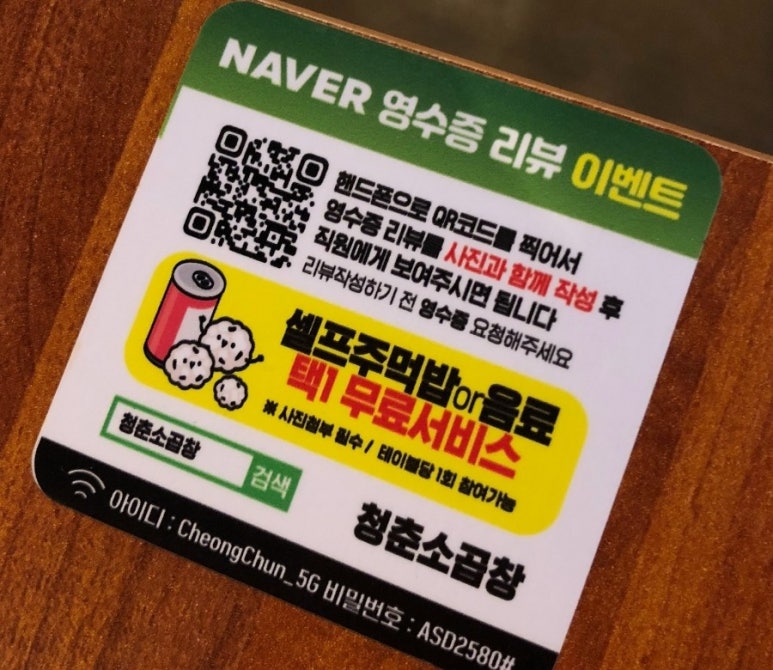 NAVER 영수증 리뷰 이벤트
핸드폰으로 QR코드를 찍어서
영수증 리뷰를 사진과 함께 작성 후
직원에게 보여주시면 됩니다
리뷰작성하기 전 영수증 요청해주세요
셀프주먹밥or음료
택1 무료서비스
※ 사진첨부 필수 / 테이블당 1회 참여가능
청춘소곱창 검색
청춘소곱창
아이디 : CheongChun_5G 비밀번호 : ASD2580#